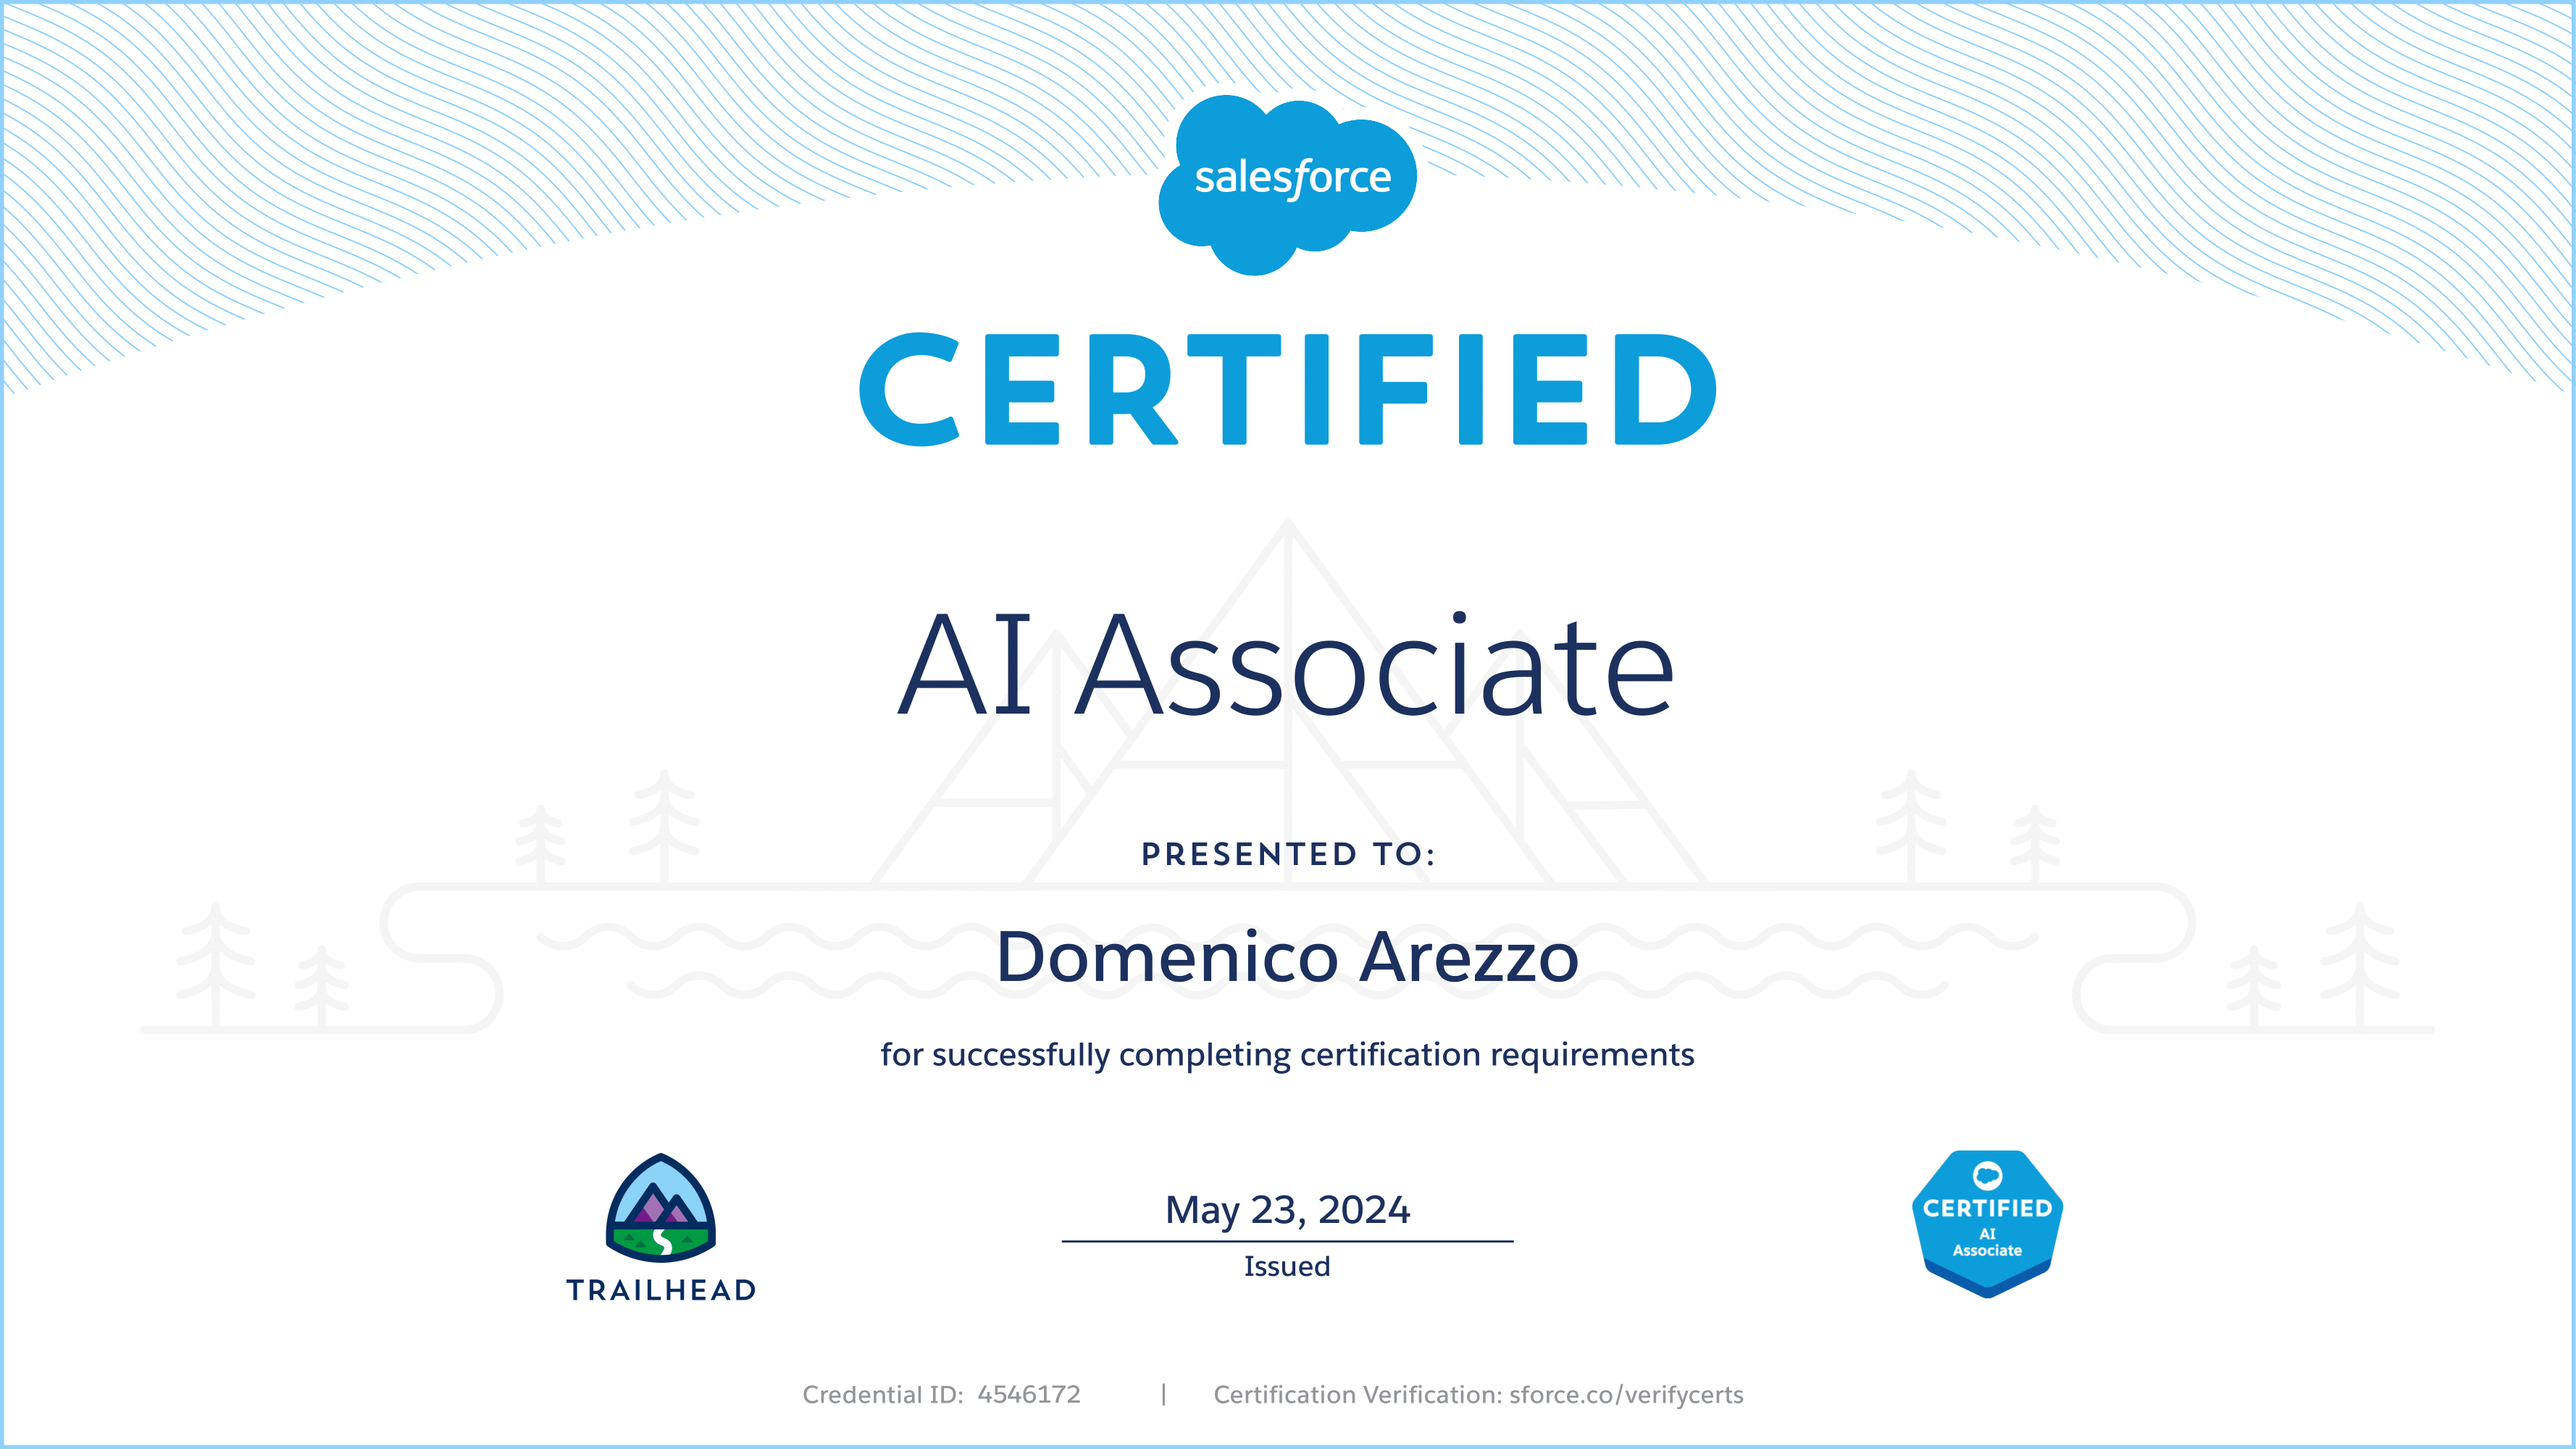 salesforce
CERTIFIED
AI Associate
PRESENTED TO:
Domenico Arezzo
for successfully completing certification requirements
TRAILHEAD
May 23, 2024
Issued
CERTIFIED
AI
Associate
Credential ID: 4546172 | Certification Verification: sforce.co/verifycerts